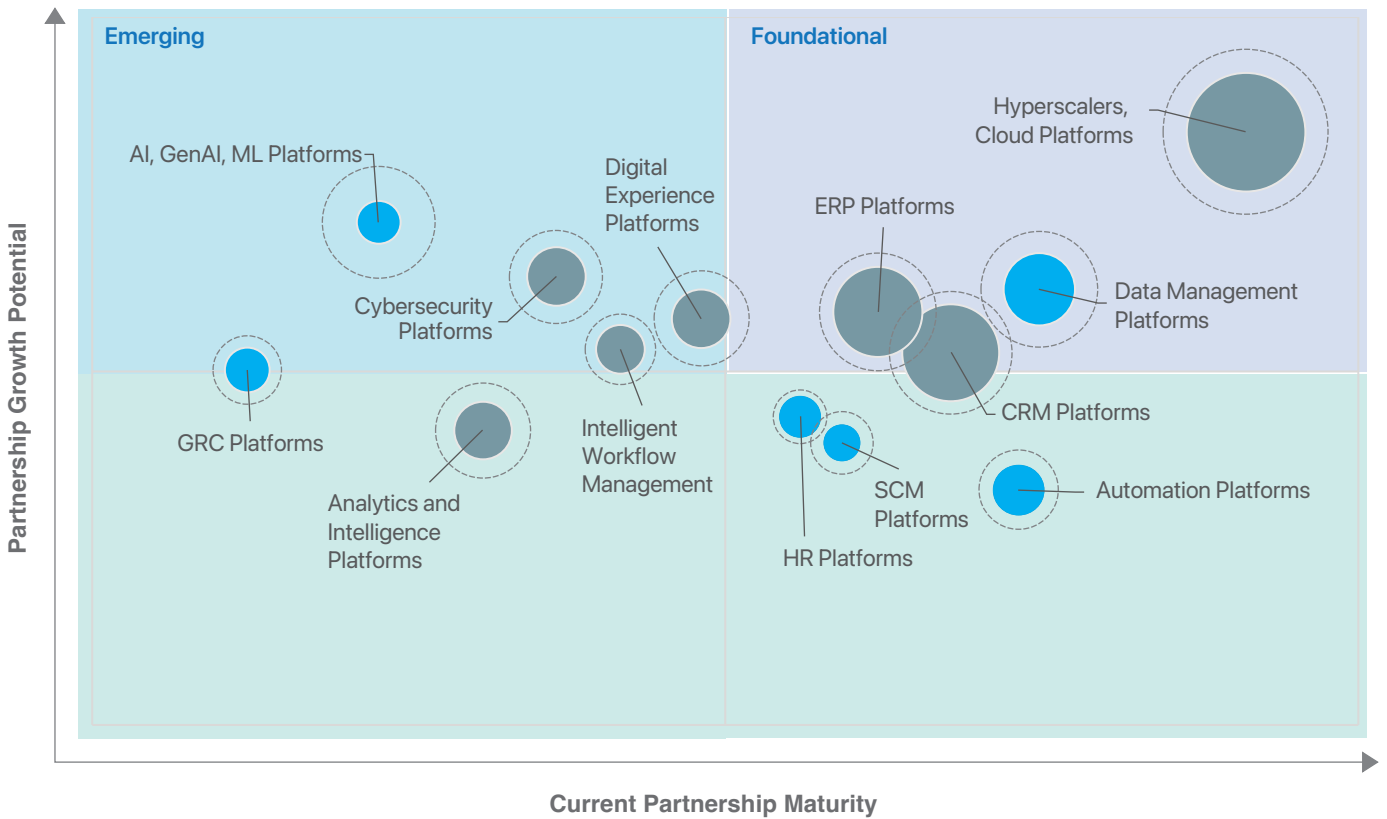 Emerging
Foundational
Hyperscalers,
Cloud Platforms
AI, GenAI, ML Platforms
Digital
Experience
Platforms
ERP Platforms
Cybersecurity
Platforms
Data Management
Platforms
GRC Platforms
Intelligent
Workflow
Management
CRM Platforms
Analytics and
Intelligence
Platforms
SCM
Platforms
Automation Platforms
HR Platforms
Partnership Growth Potential
Current Partnership Maturity